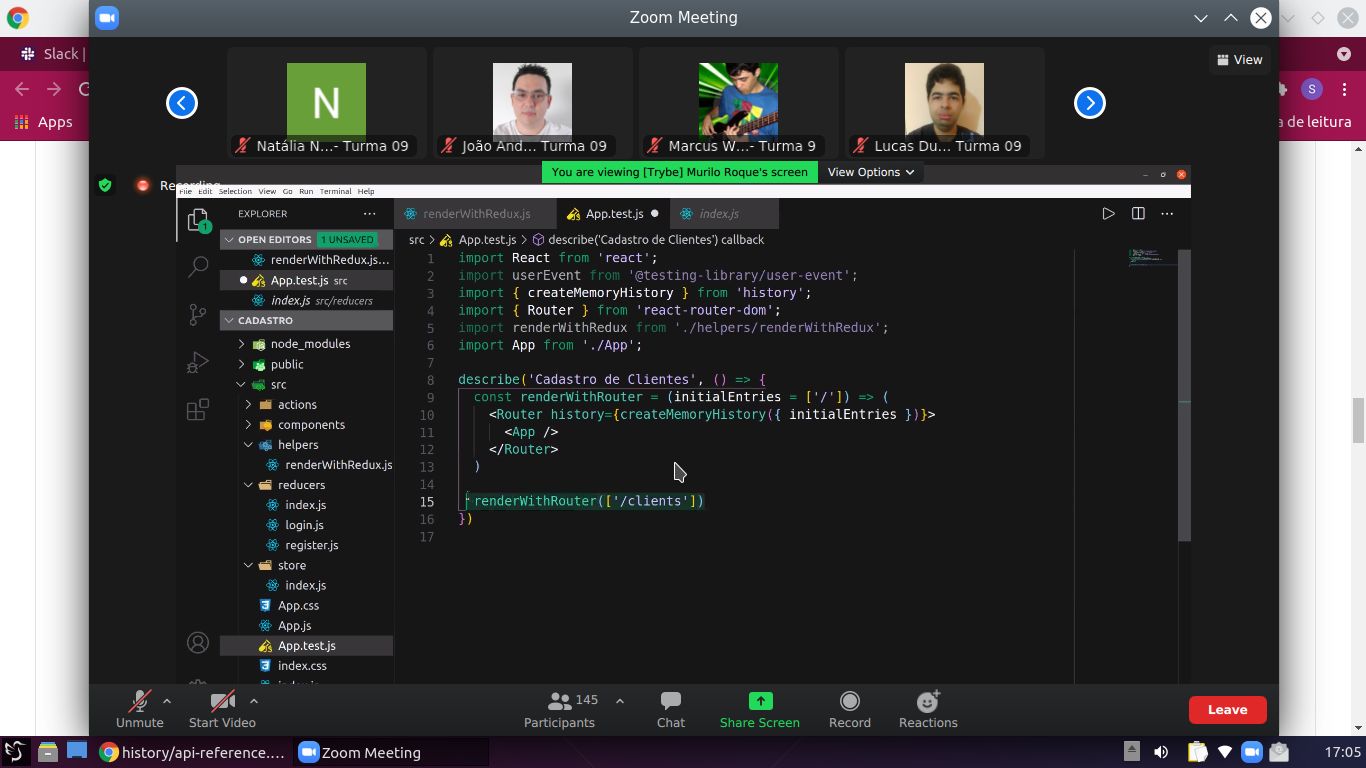 Zoom Meeting
Slack |
S
Apps
a de leitura
View
N
Natália N...- Turma 09
João And... Turma 09
Marcus W...- Turma 9
Lucas Du... Turma 09
Recording
You are viewing [Trybe] Murilo Roque's screen
View Options
File Edit Selection View Go Run Terminal Help
EXPLORER
renderWithRedux.js
App.test.js
index.js
1
OPEN EDITORS
1 UNSAVED
src > App.test.js > describe('Cadastro de Clientes') callback
renderWithRedux.js...
App.test.js src
index.js src/reducers
CADASTRO
node_modules
public
src
actions
components
helpers
renderWithRedux.js
reducers
index.js
login.js
register.js
store
index.js
App.css
App.js
App.test.js
index.css
1 import React from 'react';
2 import userEvent from '@testing-library/user-event';
3 import { createMemoryHistory } from 'history';
4 import { Router } from 'react-router-dom';
5 import renderWithRedux from './helpers/renderWithRedux';
6 import App from './App';
7
8 describe('Cadastro de Clientes', () => {
9 const renderWithRouter = (initialEntries = ['/']) => (
10 <Router history={createMemoryHistory({ initialEntries })}>
11 <App />
12 </Router>
13 )
14
15 renderWithRouter(['/clients'])
16 })
17
Unmute
Start Video
145
Participants
Chat
Share Screen
Record
Reactions
Leave
history/api-reference....
Zoom Meeting
17:05